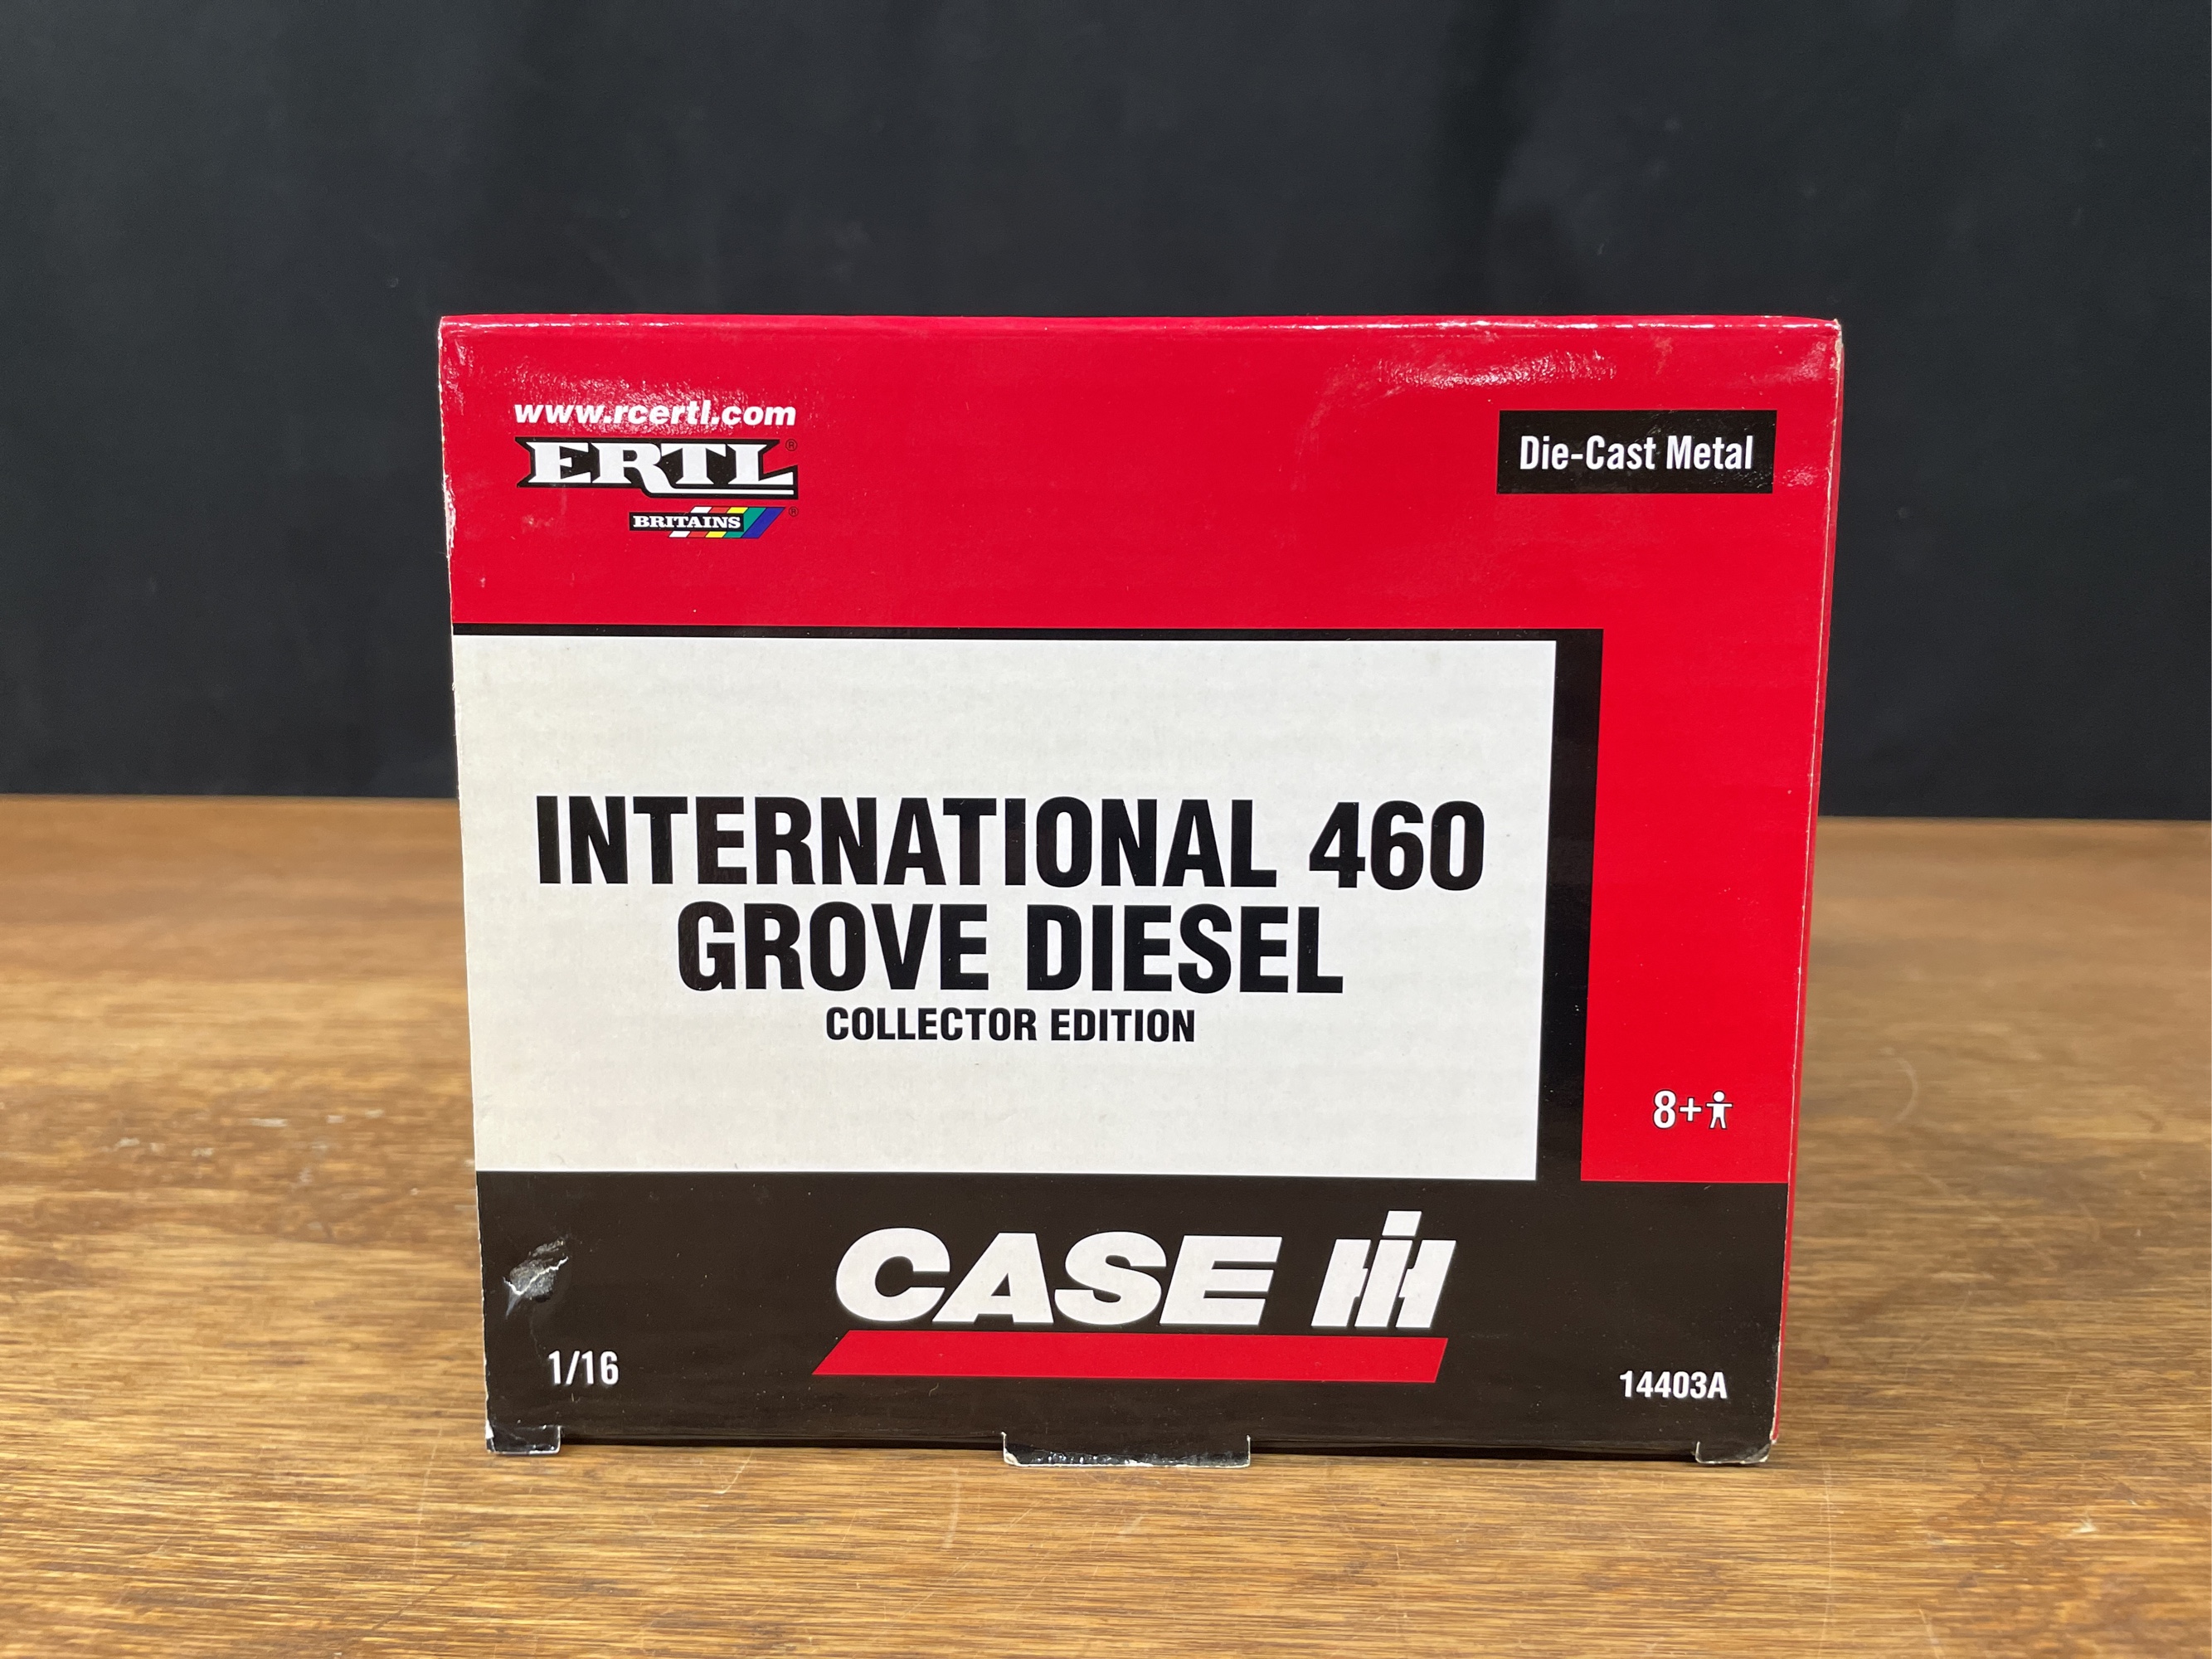 www.rcertl.com
ERTL®
BRITAINS®
Die-Cast Metal
INTERNATIONAL 460
GROVE DIESEL
COLLECTOR EDITION
8+
CASE IH
1/16
14403A